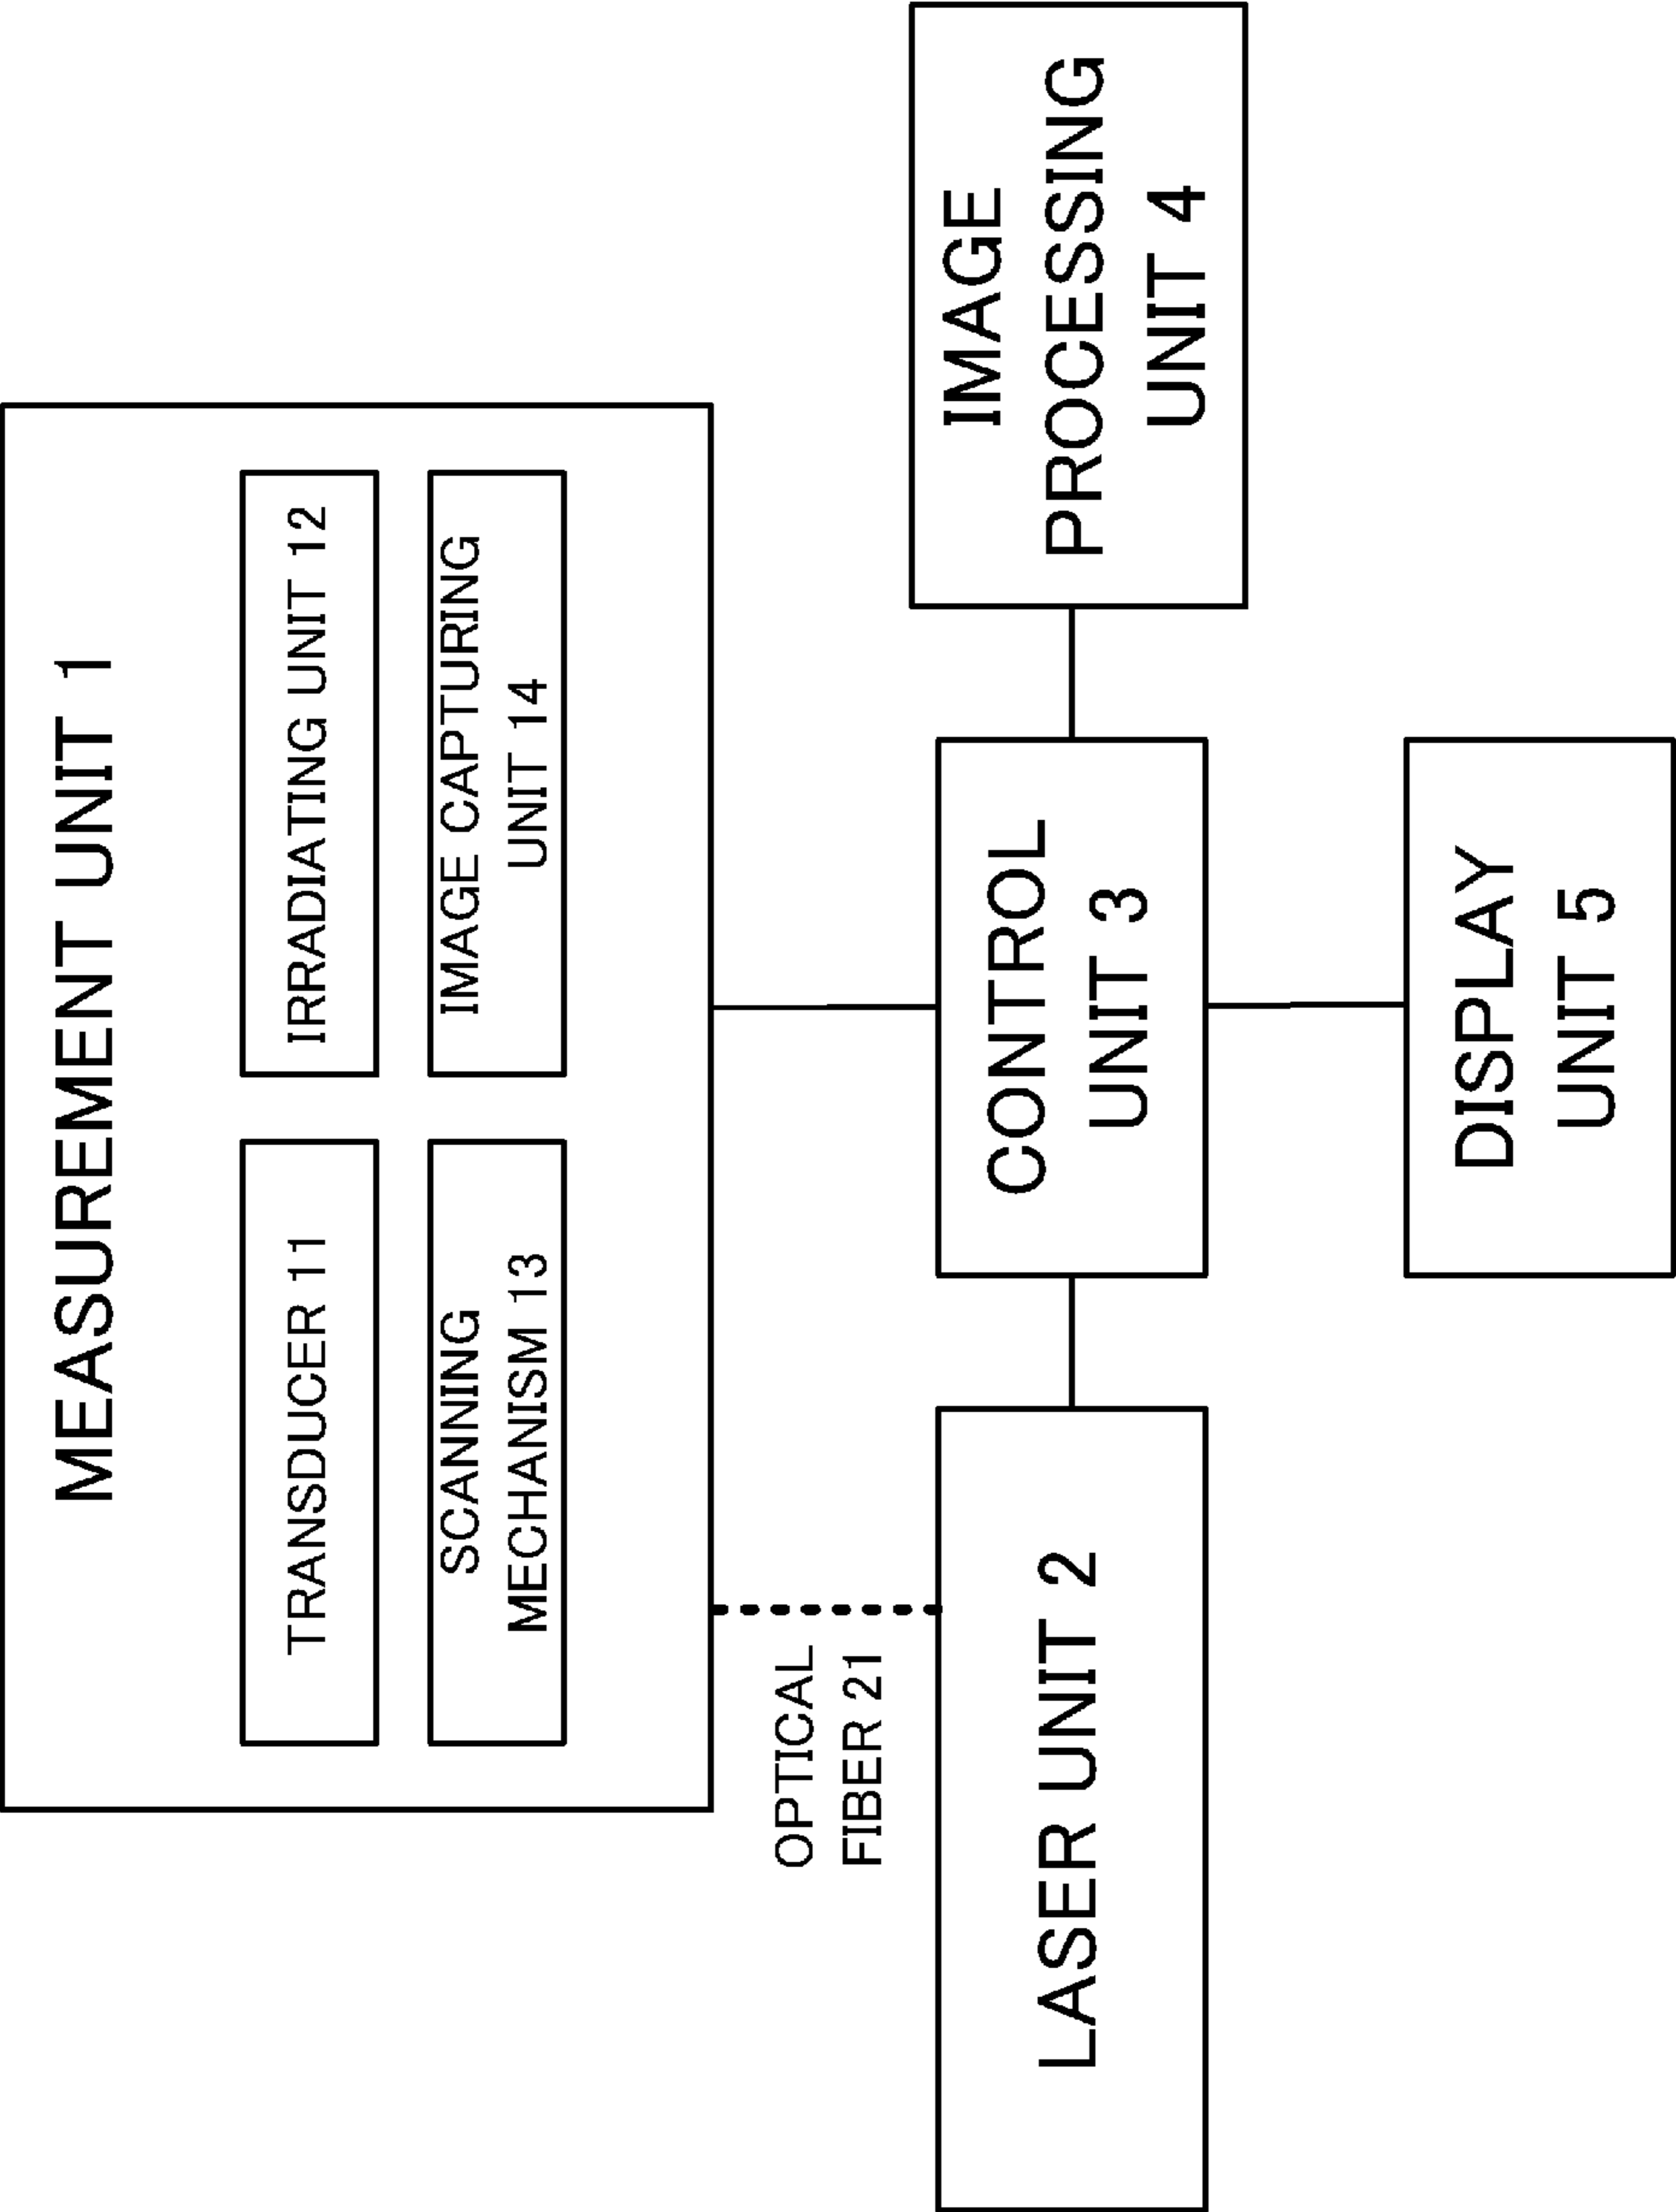 MEASUREMENT UNIT 1
TRANSDUCER 11
IRRADIATING UNIT 12
SCANNING
MECHANISM 13
IMAGE CAPTURING
UNIT 14
OPTICAL
FIBER 21
LASER UNIT 2
CONTROL
UNIT 3
IMAGE
PROCESSING
UNIT 4
DISPLAY
UNIT 5